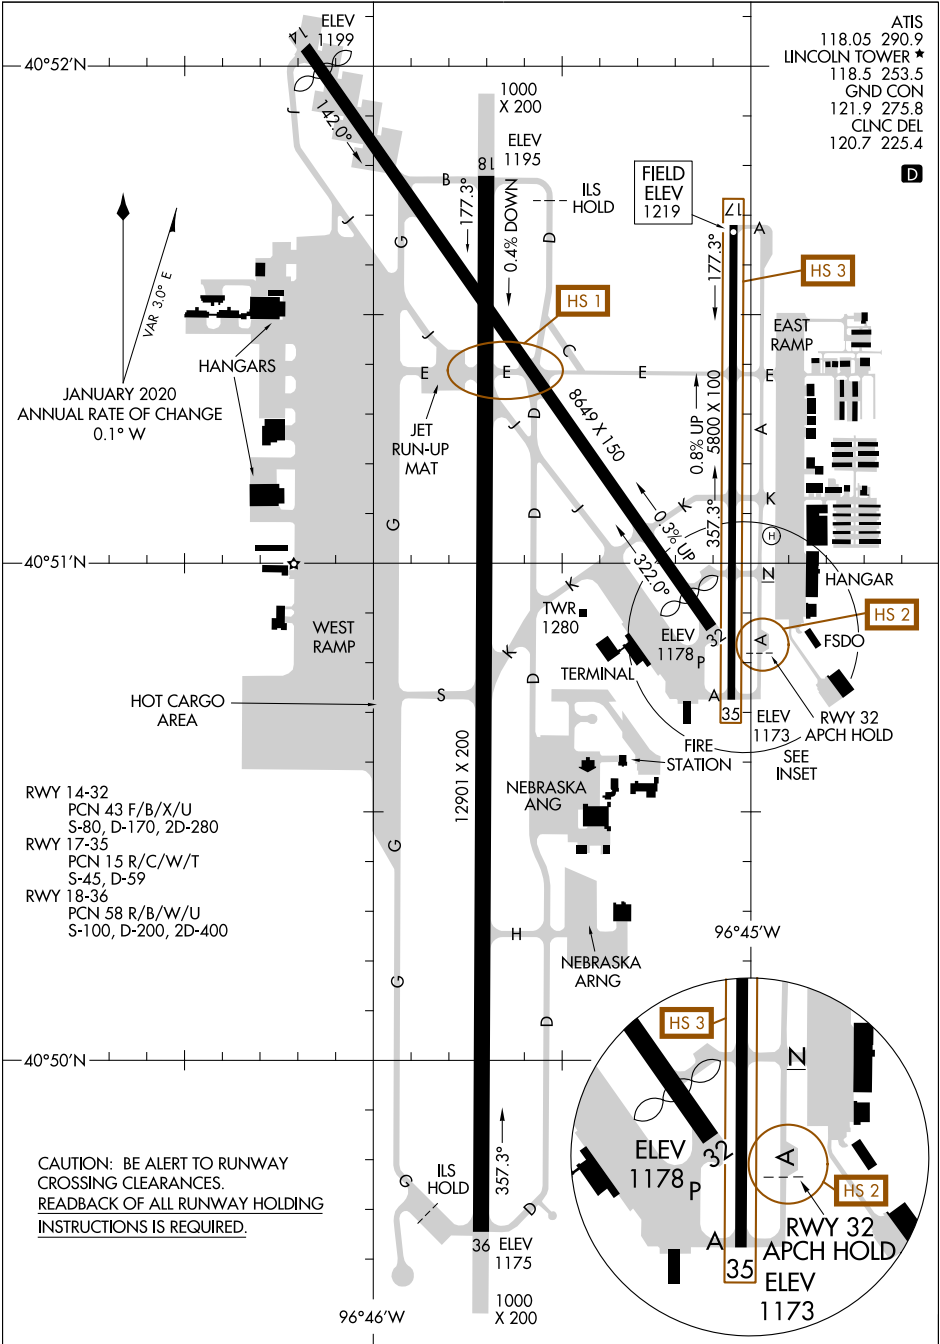 ELEV
1199
14
40°52'N
ATIS
118.05 290.9
LINCOLN TOWER ★
118.5 253.5
GND CON
121.9 275.8
CLNC DEL
120.7 225.4
D
1000
X 200
J
142.0°
ELEV
1195
18
B
177.3°
0.4% DOWN
ILS
HOLD
FIELD
ELEV
1219
17
A
177.3°
HS 3
J
G
D
VAR 3.0° E
HS 1
EAST
RAMP
HANGARS
J
C
E
E
E
E
JANUARY 2020
ANNUAL RATE OF CHANGE
0.1° W
JET
RUN-UP
MAT
D
J
8649 X 150
0.8% UP
5800 X 100
A
357.3°
G
D
J
K
K
0.3% UP
322.0°
H
40°51'N
N
HANGAR
WEST
RAMP
K
TWR
1280
K
TERMINAL
ELEV
1178
P
32
A
HS 2
FSDO
HOT CARGO
AREA
S
D
A
35
ELEV
1173
RWY 32
APCH HOLD
SEE
INSET
FIRE
STATION
12901 X 200
NEBRASKA
ANG
RWY 14-32
PCN 43 F/B/X/U
S-80, D-170, 2D-280
RWY 17-35
PCN 15 R/C/W/T
S-45, D-59
RWY 18-36
PCN 58 R/B/W/U
S-100, D-200, 2D-400
G
H
96°45'W
NEBRASKA
ARNG
G
D
40°50'N
CAUTION: BE ALERT TO RUNWAY
CROSSING CLEARANCES.
READBACK OF ALL RUNWAY HOLDING
INSTRUCTIONS IS REQUIRED.
G
ILS
HOLD
357.3°
D
36
ELEV
1175
96°46'W
1000
X 200
HS 3
N
ELEV
1178
P
32
A
HS 2
RWY 32
APCH HOLD
A
35
ELEV
1173